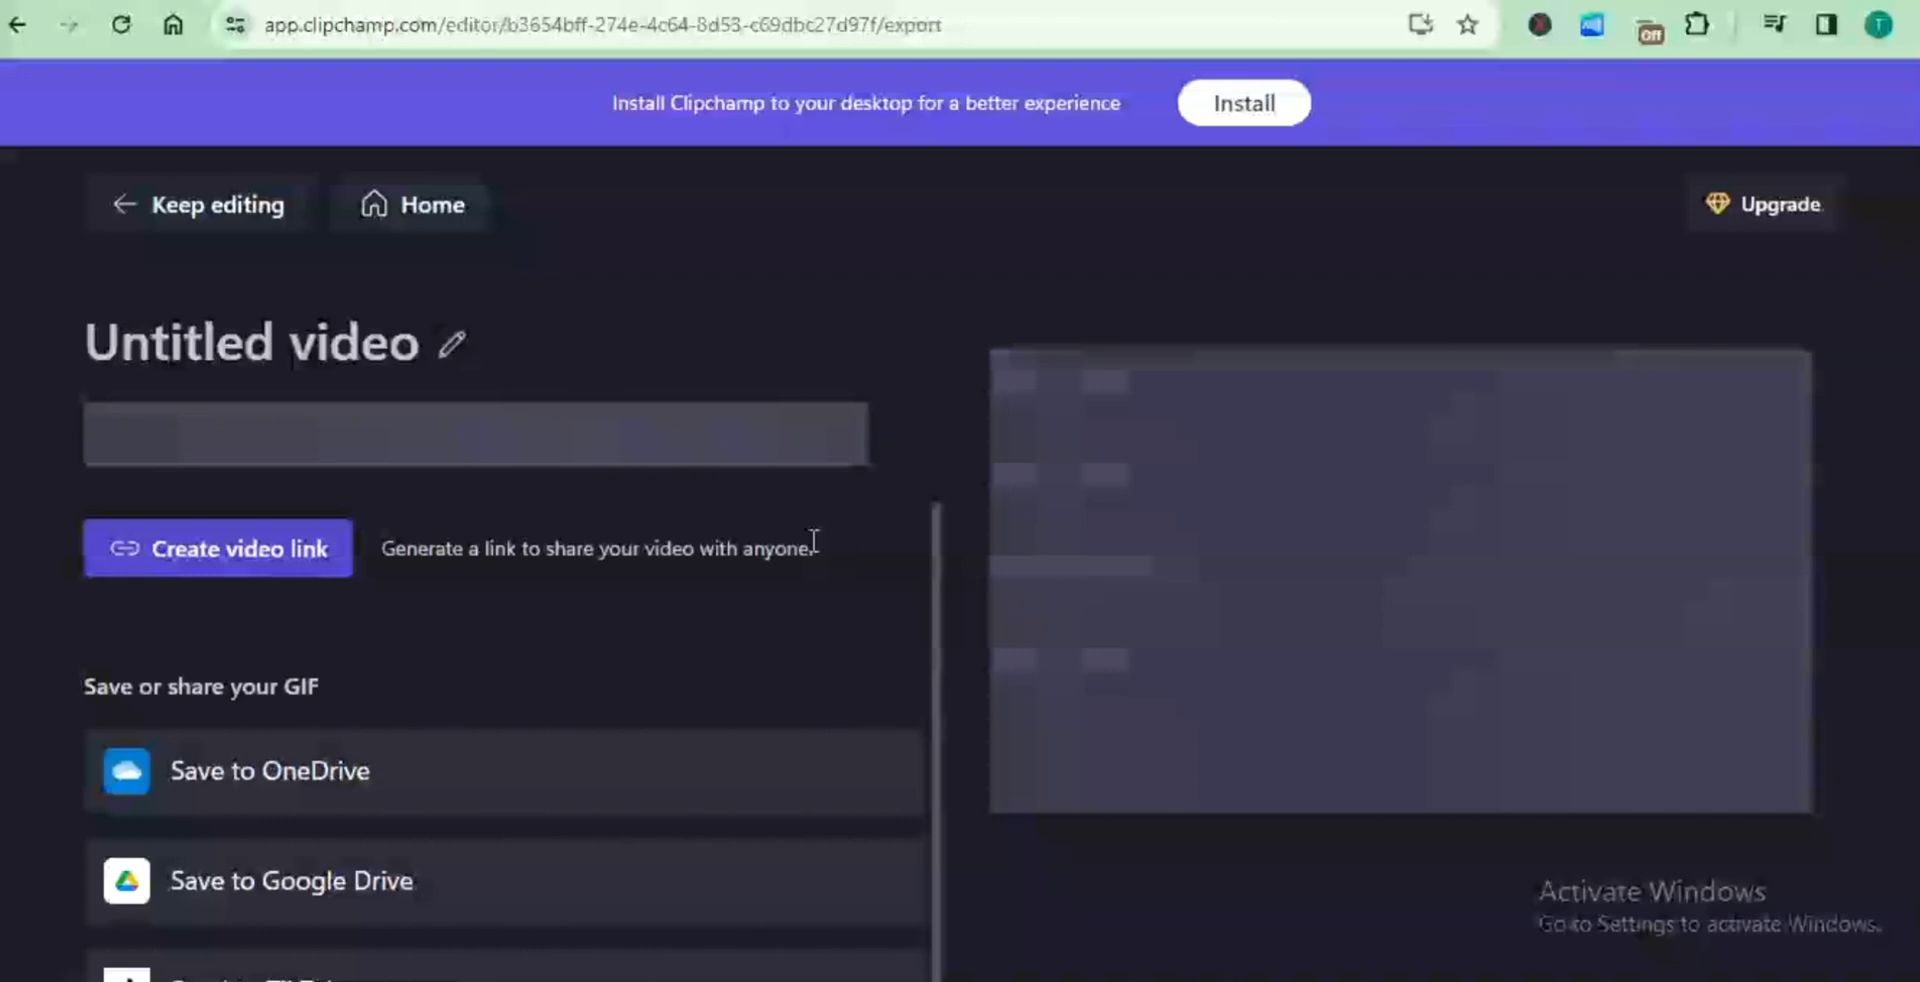 app.clipchamp.com/editor/b3654bff-274e-4c64-8d53-c69dbc27d97f/export
Off
T
Install Clipchamp to your desktop for a better experience
Install
Keep editing
Home
Upgrade
Untitled video
Create video link
Generate a link to share your video with anyone.
Save or share your GIF
Save to OneDrive
Save to Google Drive
Activate Windows
Go to Settings to activate Windows.